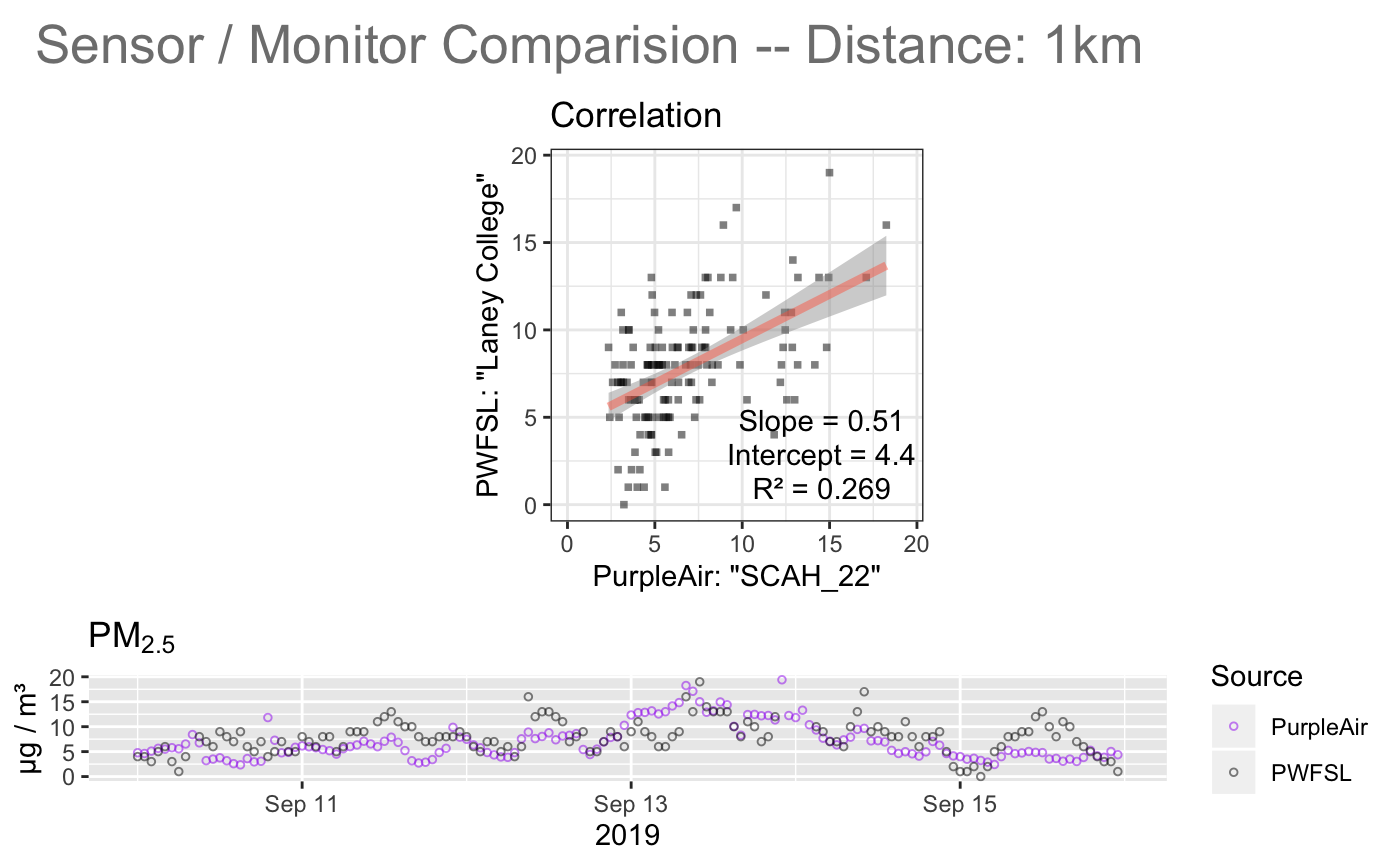 Sensor / Monitor Comparision -- Distance: 1km
Correlation
20
15
10
5
0
PWFSL: "Laney College"
Slope = 0.51
Intercept = 4.4
R² = 0.269
0 5 10 15 20
PurpleAir: "SCAH_22"
PM2.5
20
15
10
5
0
µg / m³
Sep 11 Sep 13 Sep 15
2019
Source
PurpleAir
PWFSL